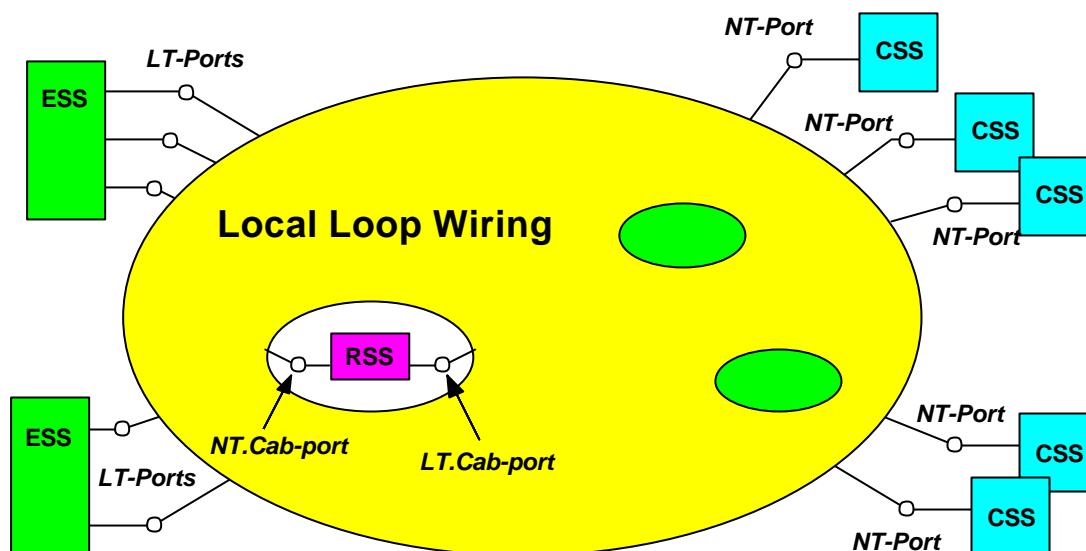 NT-Port
CSS
LT-Ports
ESS
NT-Port
CSS
CSS
NT-Port
Local Loop Wiring
RSS
NT.Cab-port
LT.Cab-port
ESS
LT-Ports
NT-Port
CSS
CSS
NT-Port